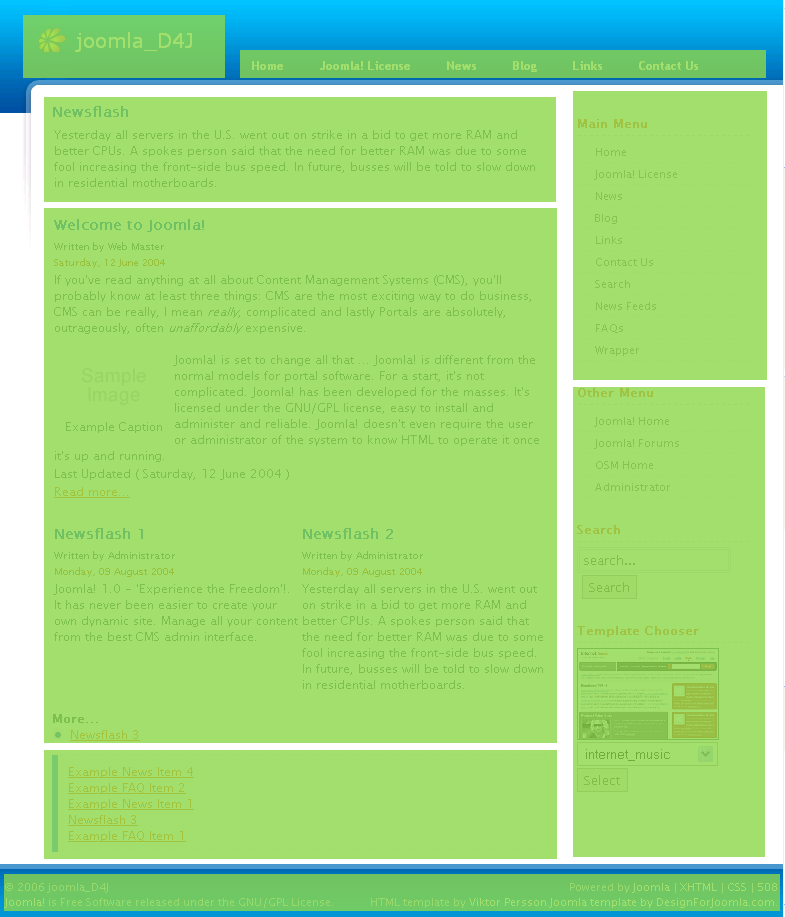 joomla_D4J
Home Joomla! License News Blog Links Contact Us
Newsflash
Yesterday all servers in the U.S. went out on strike in a bid to get more RAM and
better CPUs. A spokes person said that the need for better RAM was due to some
fool increasing the front-side bus speed. In future, busses will be told to slow down
in residential motherboards.
Welcome to Joomla!
Written by Web Master
Saturday, 12 June 2004
If you've read anything at all about Content Management Systems (CMS), you'll
probably know at least three things: CMS are the most exciting way to do business,
CMS can be really, I mean really, complicated and lastly Portals are absolutely,
outrageously, often unaffordably expensive.
Sample
Image
Example Caption
Joomla! is set to change all that ... Joomla! is different from the
normal models for portal software. For a start, it's not
complicated. Joomla! has been developed for the masses. It's
licensed under the GNU/GPL license, easy to install and
administer and reliable. Joomla! doesn't even require the user
or administrator of the system to know HTML to operate it once
it's up and running.
Last Updated ( Saturday, 12 June 2004 )
Read more...
Newsflash 1
Written by Administrator
Monday, 09 August 2004
Joomla! 1.0 - 'Experience the Freedom'!.
It has never been easier to create your
own dynamic site. Manage all your content
from the best CMS admin interface.
Newsflash 2
Written by Administrator
Monday, 09 August 2004
Yesterday all servers in the U.S. went out
on strike in a bid to get more RAM and
better CPUs. A spokes person said that
the need for better RAM was due to some
fool increasing the front-side bus speed.
In future, busses will be told to slow down
in residential motherboards.
More...
Newsflash 3
Example News Item 4
Example FAQ Item 2
Example News Item 1
Newsflash 3
Example FAQ Item 1
Main Menu
Home
Joomla! License
News
Blog
Links
Contact Us
Search
News Feeds
FAQs
Wrapper
Other Menu
Joomla! Home
Joomla! Forums
OSM Home
Administrator
Search
search...
Search
Template Chooser
internet_music
Select
© 2006 joomla_D4J
Joomla! is Free Software released under the GNU/GPL License.
Powered by Joomla | XHTML | CSS | 508
HTML template by Viktor Persson Joomla template by DesignForJoomla.com.